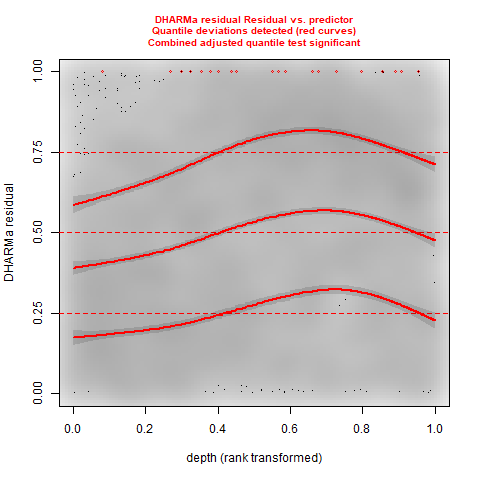 DHARMa residual Residual vs. predictor
Quantile deviations detected (red curves)
Combined adjusted quantile test significant
1.00
0.75
0.50
0.25
0.00
DHARMa residual
0.0 0.2 0.4 0.6 0.8 1.0
depth (rank transformed)